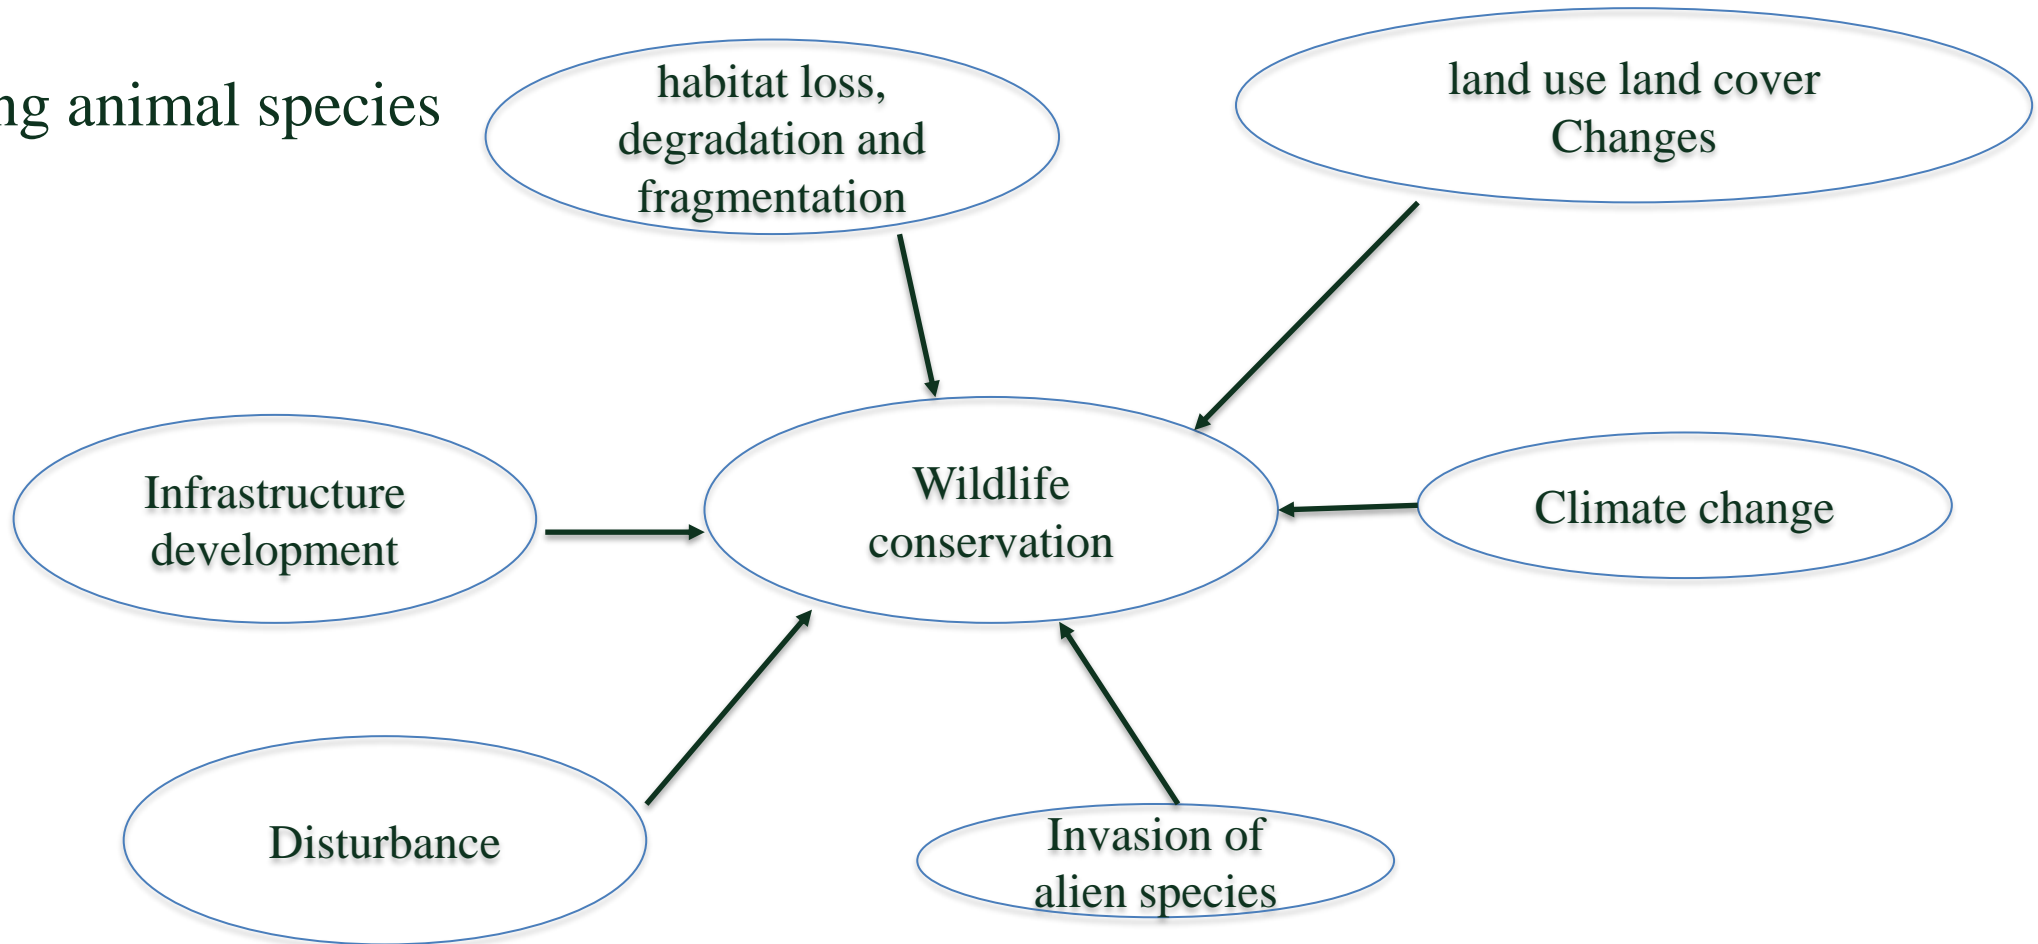 ng animal species
habitat loss,
degradation and
fragmentation
land use land cover
Changes
Infrastructure
development
Wildlife
conservation
Climate change
Disturbance
Invasion of
alien species